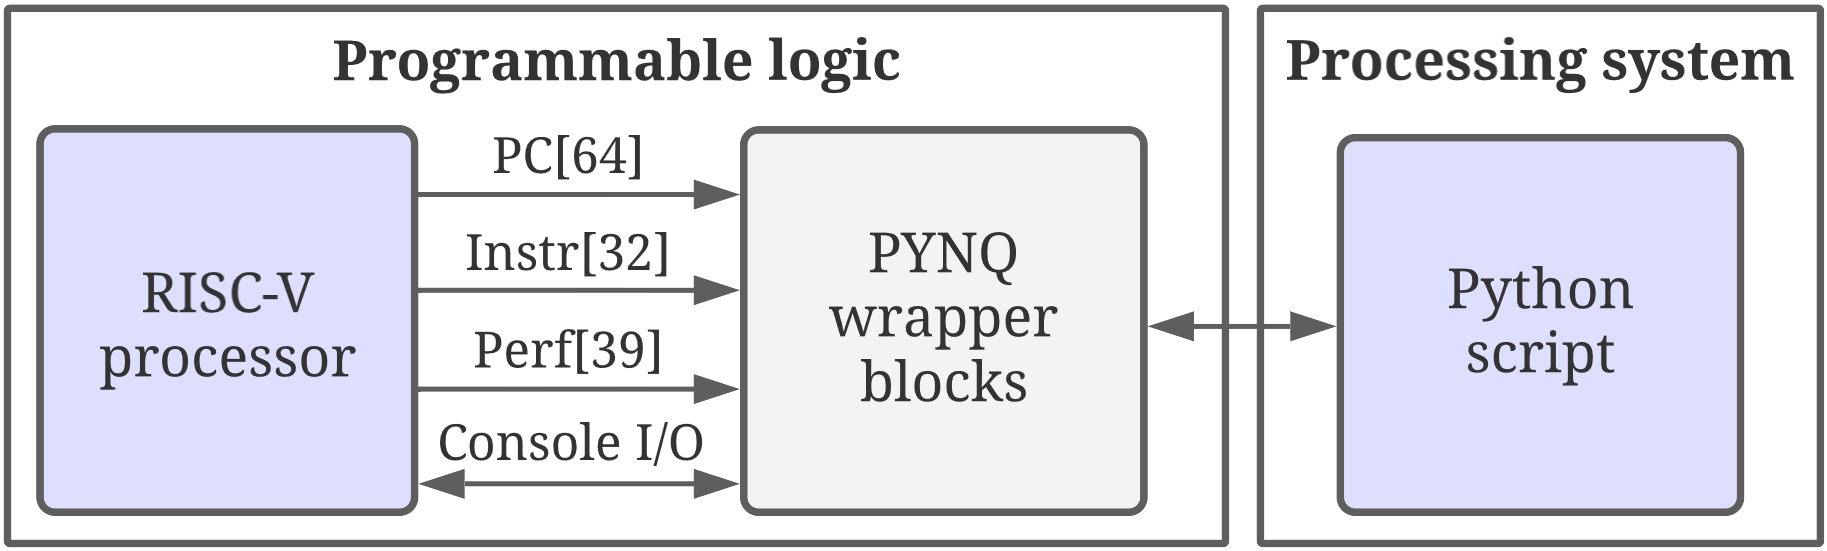 Programmable logic
RISC-V
processor
PC[64]
Instr[32]
Perf[39]
Console I/O
PYNQ
wrapper
blocks
Processing system
Python
script